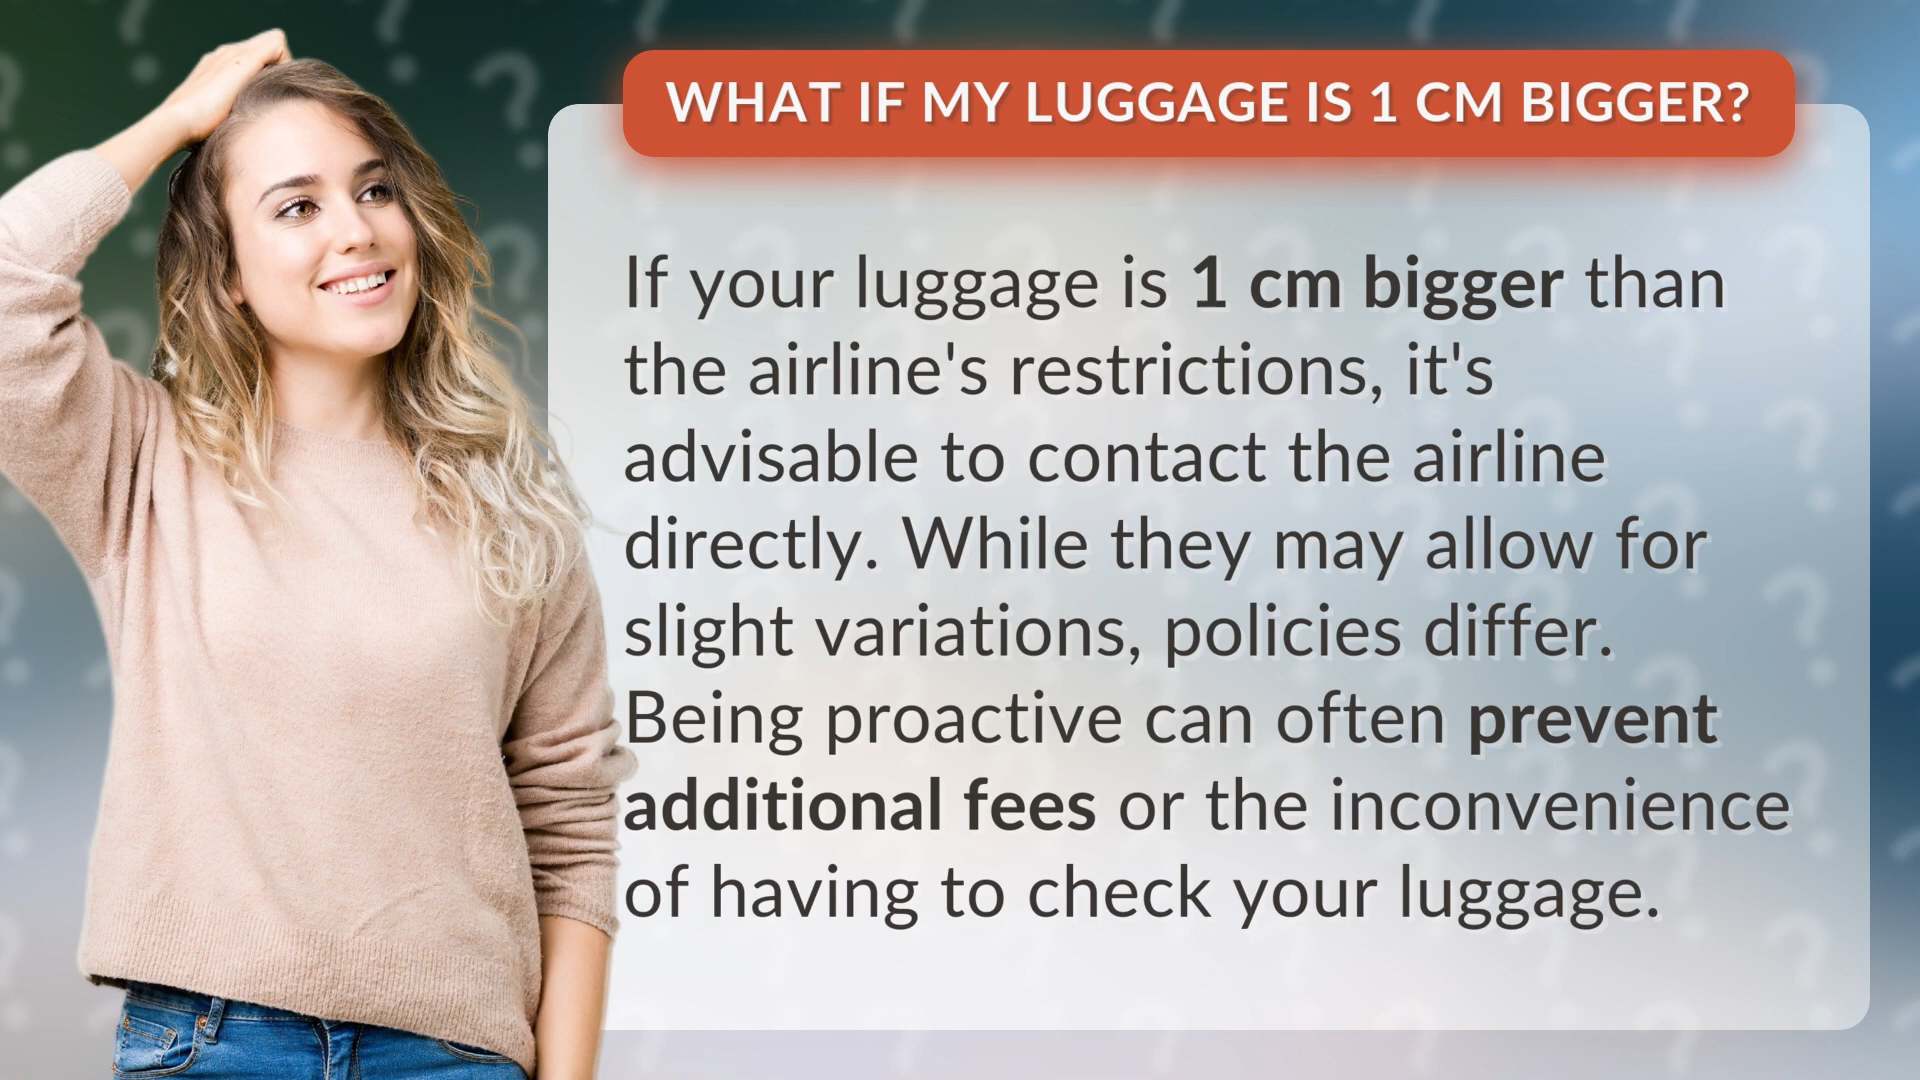 WHAT IF MY LUGGAGE IS 1 CM BIGGER?
If your luggage is 1 cm bigger than
the airline's restrictions, it's
advisable to contact the airline
directly. While they may allow for
slight variations, policies differ.
Being proactive can often prevent
additional fees or the inconvenience
of having to check your luggage.